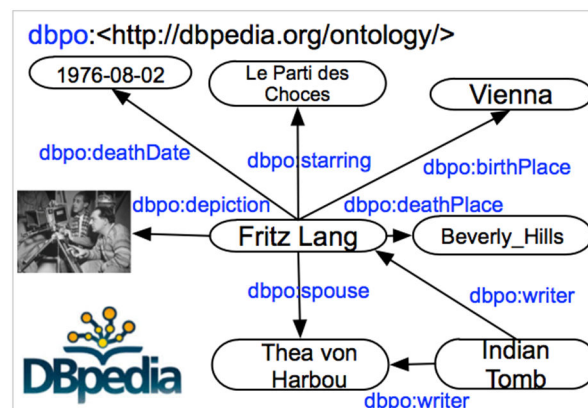 dbpo:<http://dbpedia.org/ontology/>
1976-08-02
Le Parti des
Choces
Vienna
dbpo:deathDate
dbpo:starring
dbpo:birthPlace
dbpo:depiction
dbpo:deathPlace
Fritz Lang
Beverly_Hills
dbpo:spouse
dbpo:writer
Thea von
Harbou
Indian
Tomb
DBpedia
dbpo:writer